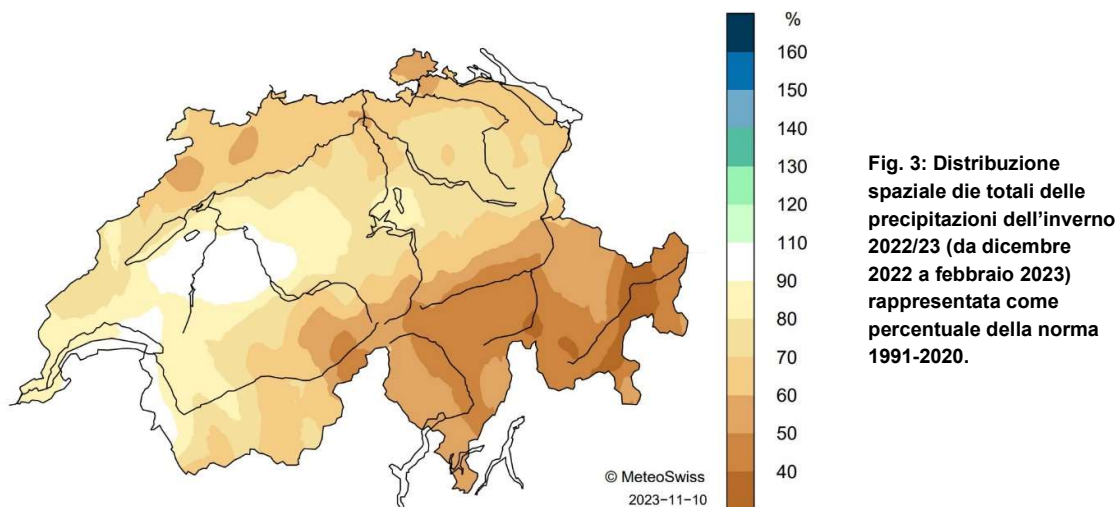 %
160
150
140
130
120
110
90
80
70
60
50
40
© MeteoSwiss
2023-11-10
Fig. 3: Distribuzione
spaziale die totali delle
precipitazioni dell'inverno
2022/23 (da dicembre
2022 a febbraio 2023)
rappresentata come
percentuale della norma
1991-2020.